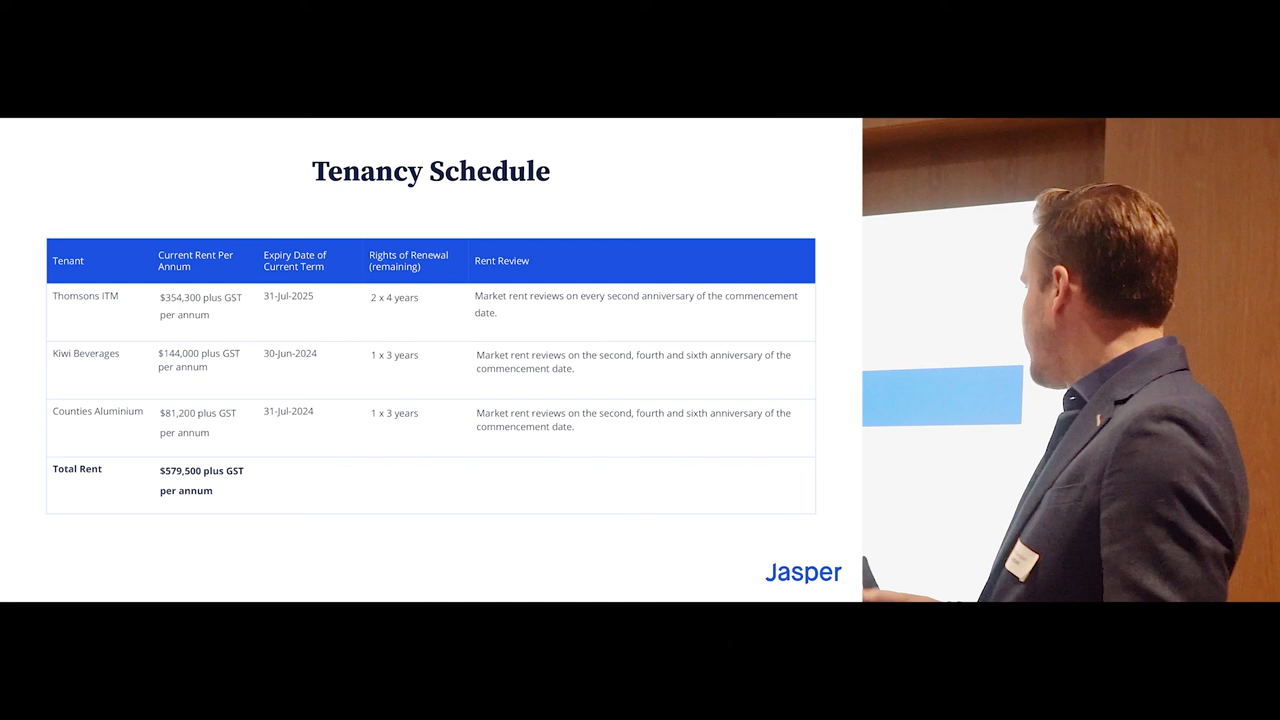 Tenancy Schedule
Tenant
Current Rent Per
Annum
Expiry Date of
Current Term
Rights of Renewal
(remaining)
Rent Review
Thomsons ITM
$354,300 plus GST
per annum
31-Jul-2025
2 x 4 years
Market rent reviews on every second anniversary of the commencement
date.
Kiwi Beverages
$144,000 plus GST
per annum
30-Jun-2024
1 x 3 years
Market rent reviews on the second, fourth and sixth anniversary of the
commencement date.
Counties Aluminium
$81,200 plus GST
per annum
31-Jul-2024
1 x 3 years
Market rent reviews on the second, fourth and sixth anniversary of the
commencement date.
Total Rent
$579,500 plus GST
per annum
Jasper